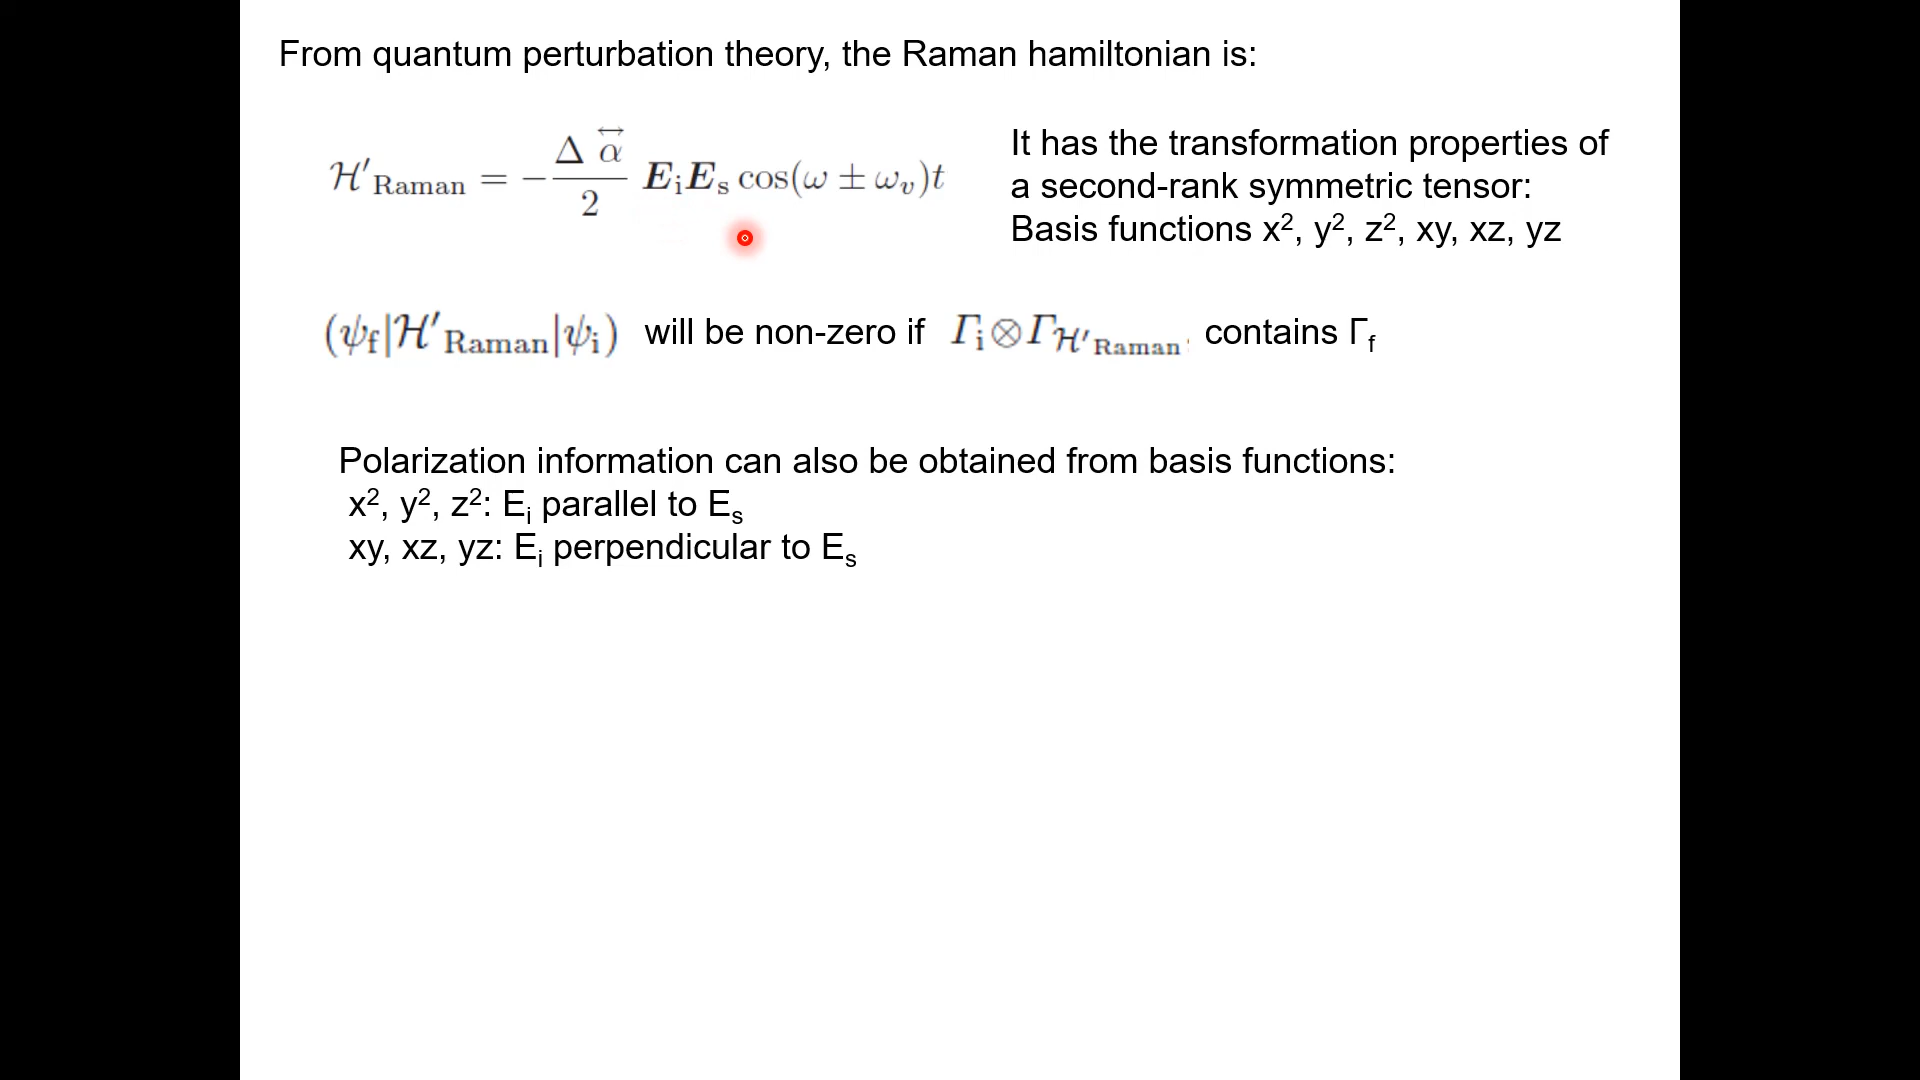 From quantum perturbation theory, the Raman hamiltonian is:
ℋ′Raman = −(Δ α⃡ / 2) EᵢEₛ cos(ω ± ωᵥ)t
It has the transformation properties of
a second-rank symmetric tensor:
Basis functions x², y², z², xy, xz, yz
(ψf|ℋ′Raman|ψi) will be non-zero if Γi⊗Γℋ′Raman contains Γf
Polarization information can also be obtained from basis functions:
x², y², z²: Eᵢ parallel to Eₛ
xy, xz, yz: Eᵢ perpendicular to Eₛ